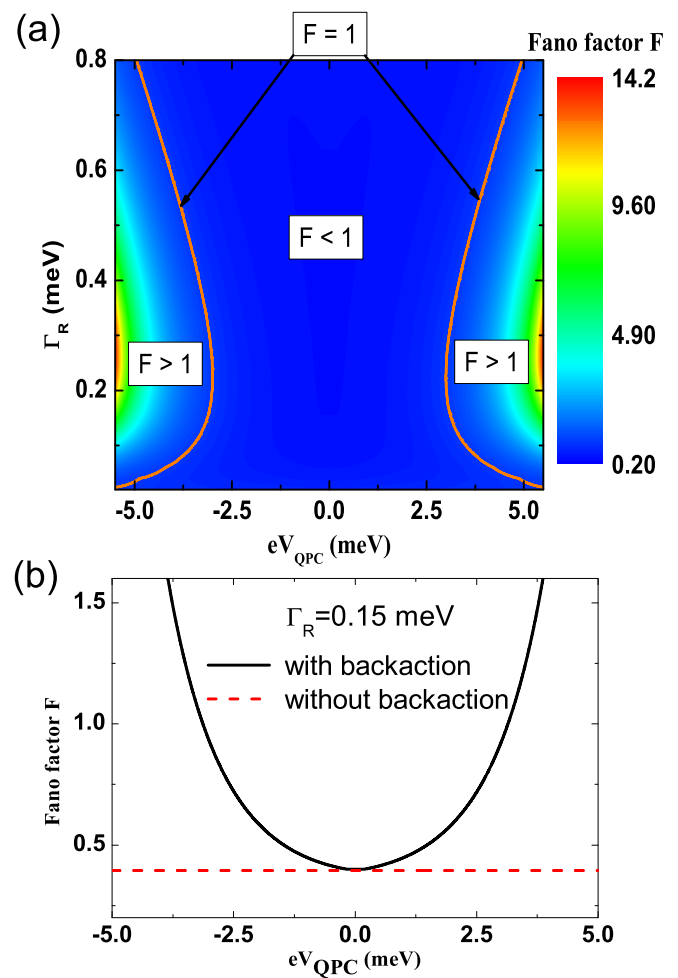 (a)
F = 1
Fano factor F
0.8
0.6
0.4
0.2
Γ_R (meV)
F < 1
F > 1
F > 1
14.2
9.60
4.90
0.20
-5.0 -2.5 0.0 2.5 5.0
eV_QPC (meV)
(b)
1.5
1.0
0.5
Fano factor F
Γ_R=0.15 meV
with backaction
without backaction
-5.0 -2.5 0.0 2.5 5.0
eV_QPC (meV)